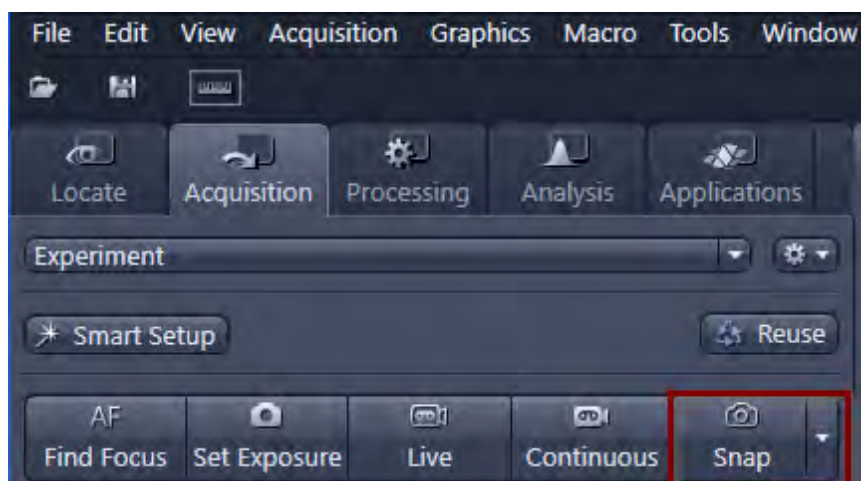 File Edit View Acquisition Graphics Macro Tools Window
Locate Acquisition Processing Analysis Applications
Experiment
Smart Setup Reuse
AF
Find Focus Set Exposure Live Continuous Snap